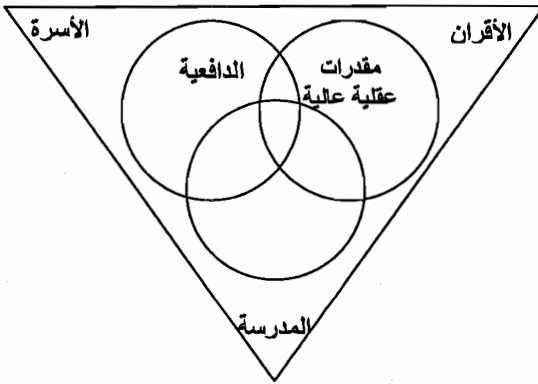 الأقران
الأسرة
مقدرات
عقلية عالية
الدافعية
المدرسة